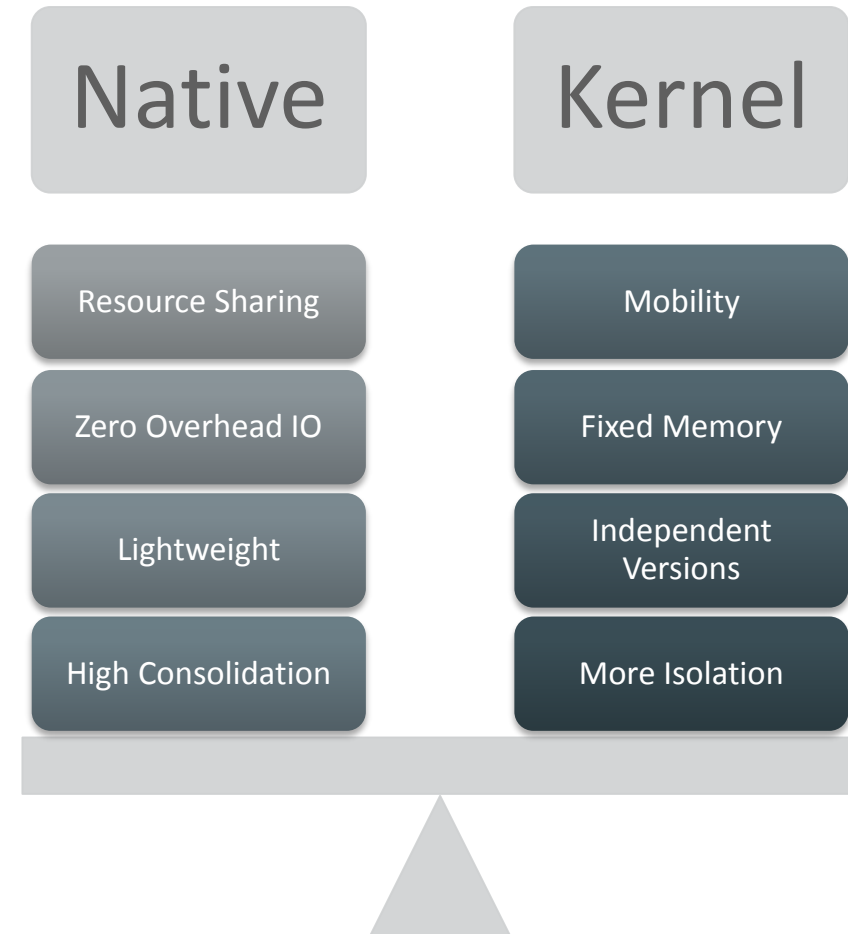 Native
Resource Sharing
Zero Overhead IO
Lightweight
High Consolidation
Kernel
Mobility
Fixed Memory
Independent
Versions
More Isolation